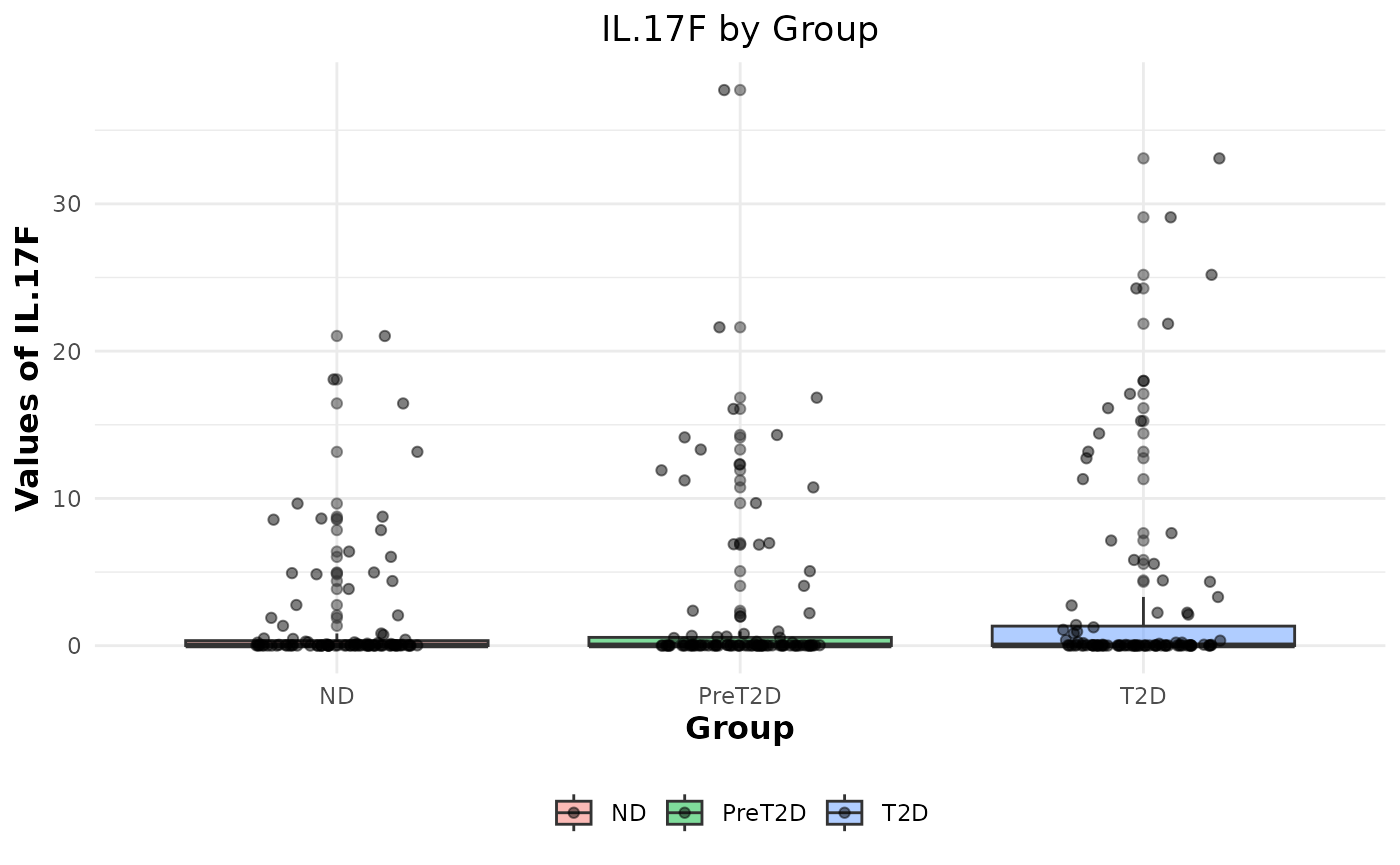 IL.17F by Group
Values of IL.17F
30
20
10
0
ND PreT2D T2D
Group
ND PreT2D T2D